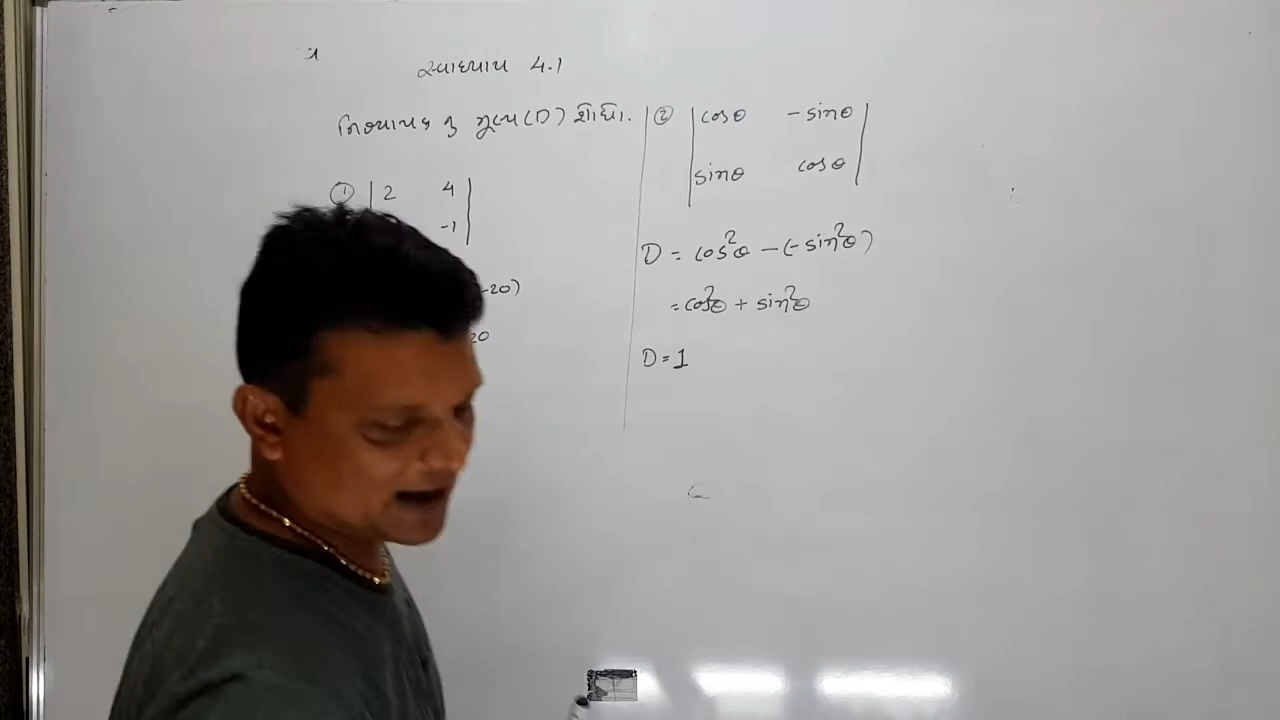 સ્વાધ્યાય 4.1
નિશ્ચાયક નું મૂલ્ય (D) શોધો.
① | 2 4 |
-1 |
-20)
20
② | cosθ -sinθ |
| sinθ cosθ |
D = cos²θ - (-sin²θ)
= cos²θ + sin²θ
D = 1